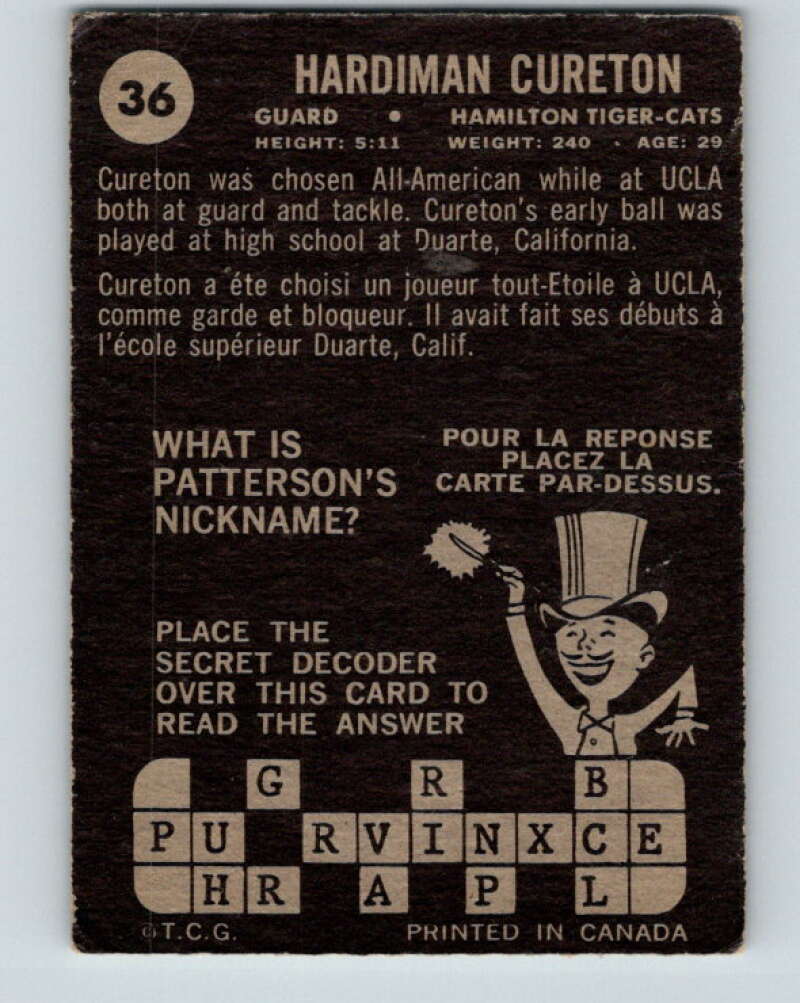 36
HARDIMAN CURETON
GUARD • HAMILTON TIGER-CATS
HEIGHT: 5:11 WEIGHT: 240 - AGE: 29
Cureton was chosen All-American while at UCLA
both at guard and tackle. Cureton's early ball was
played at high school at Duarte, California.
Cureton a éte choisi un joueur tout-Etoile à UCLA,
comme garde et bloqueur. Il avait fait ses débuts à
l'école supérieur Duarte, Calif.
WHAT IS
PATTERSON'S
NICKNAME?
POUR LA REPONSE
PLACEZ LA
CARTE PAR-DESSUS.
PLACE THE
SECRET DECODER
OVER THIS CARD TO
READ THE ANSWER
G R B
P U R V I N X C E
H R A P L
©T.C.G. PRINTED IN CANADA